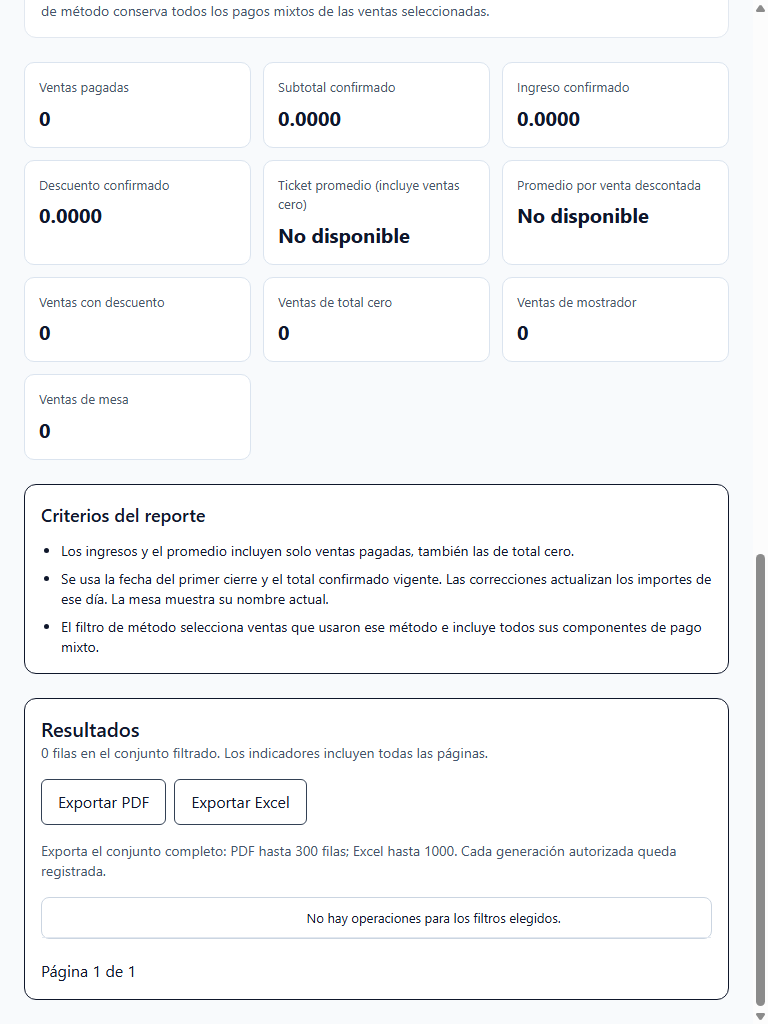 de método conserva todos los pagos mixtos de las ventas seleccionadas.
Ventas pagadas
0
Subtotal confirmado
0.0000
Ingreso confirmado
0.0000
Descuento confirmado
0.0000
Ticket promedio (incluye ventas
cero)
No disponible
Promedio por venta descontada
No disponible
Ventas con descuento
0
Ventas de total cero
0
Ventas de mostrador
0
Ventas de mesa
0
Criterios del reporte
Los ingresos y el promedio incluyen solo ventas pagadas, también las de total cero.
Se usa la fecha del primer cierre y el total confirmado vigente. Las correcciones actualizan los importes de
ese día. La mesa muestra su nombre actual.
El filtro de método selecciona ventas que usaron ese método e incluye todos sus componentes de pago
mixto.
Resultados
0 filas en el conjunto filtrado. Los indicadores incluyen todas las páginas.
Exportar PDF
Exportar Excel
Exporta el conjunto completo: PDF hasta 300 filas; Excel hasta 1000. Cada generación autorizada queda
registrada.
No hay operaciones para los filtros elegidos.
Página 1 de 1